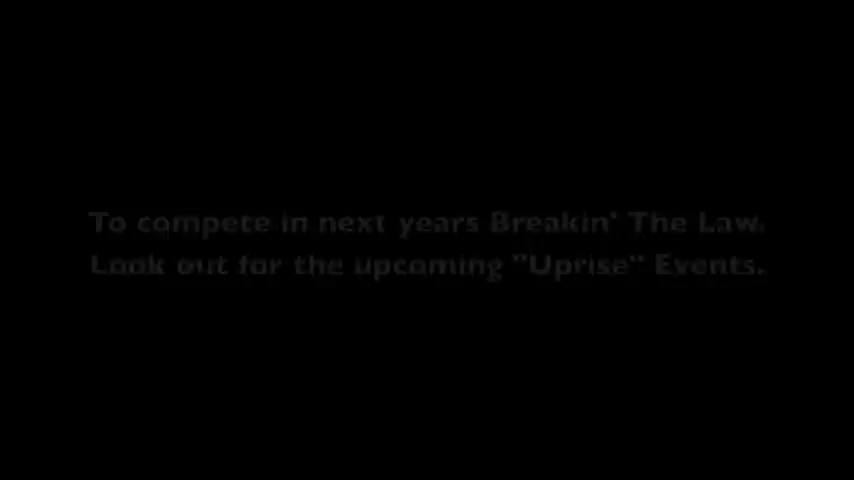 To compete in next years Breakin' The Law.
Look out for the upcoming "Uprise" Events.